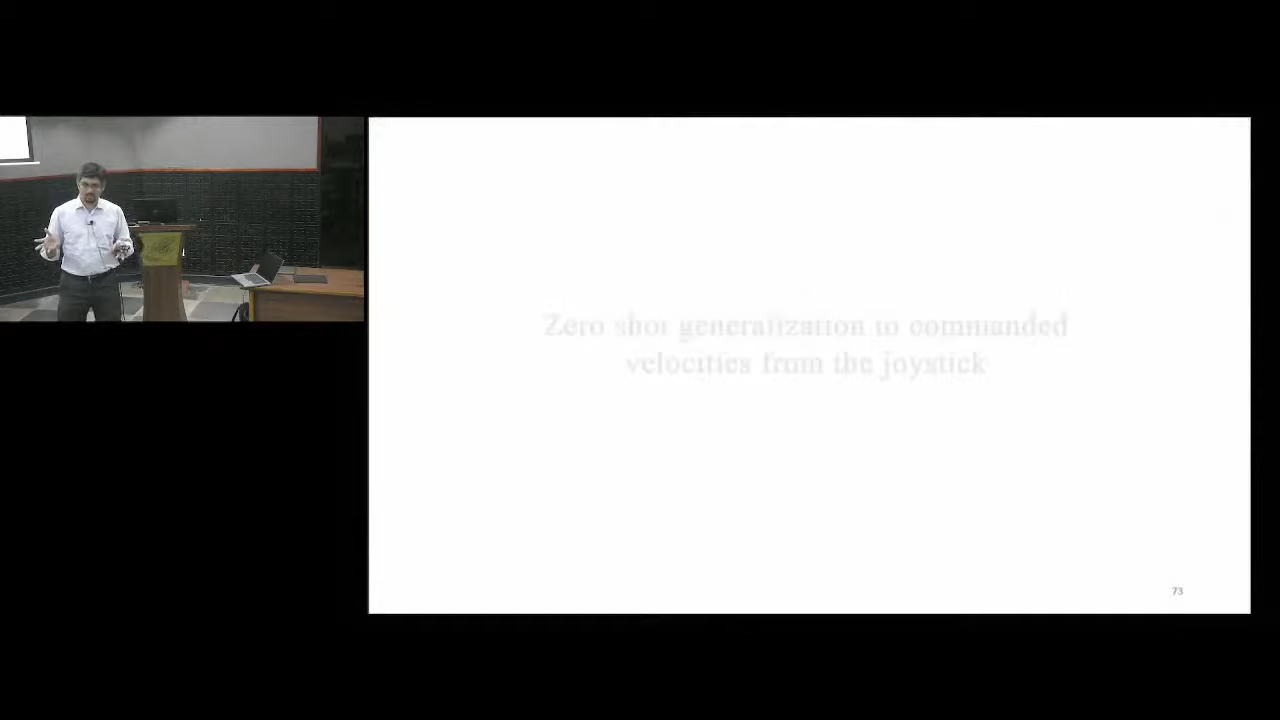 Zero shot generalization to commanded
velocities from the joystick
73